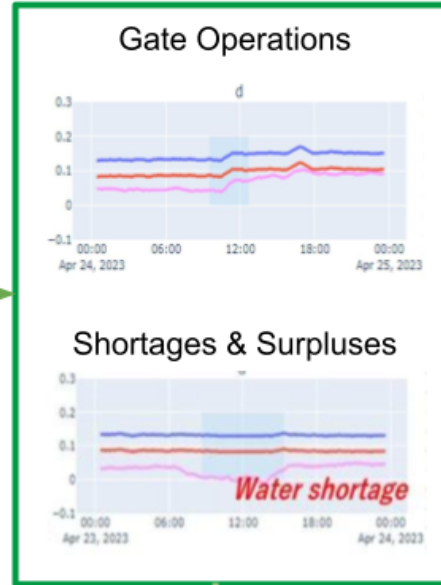 Gate Operations
d
0.3
0.2
0.1
0
−0.1
00:00 06:00 12:00 18:00 00:00
Apr 24, 2023 Apr 25, 2023
Shortages & Surpluses
0.3
0.2
0.1
0
−0.1
Water shortage
00:00 06:00 12:00 18:00 00:00
Apr 23, 2023 Apr 24, 2023